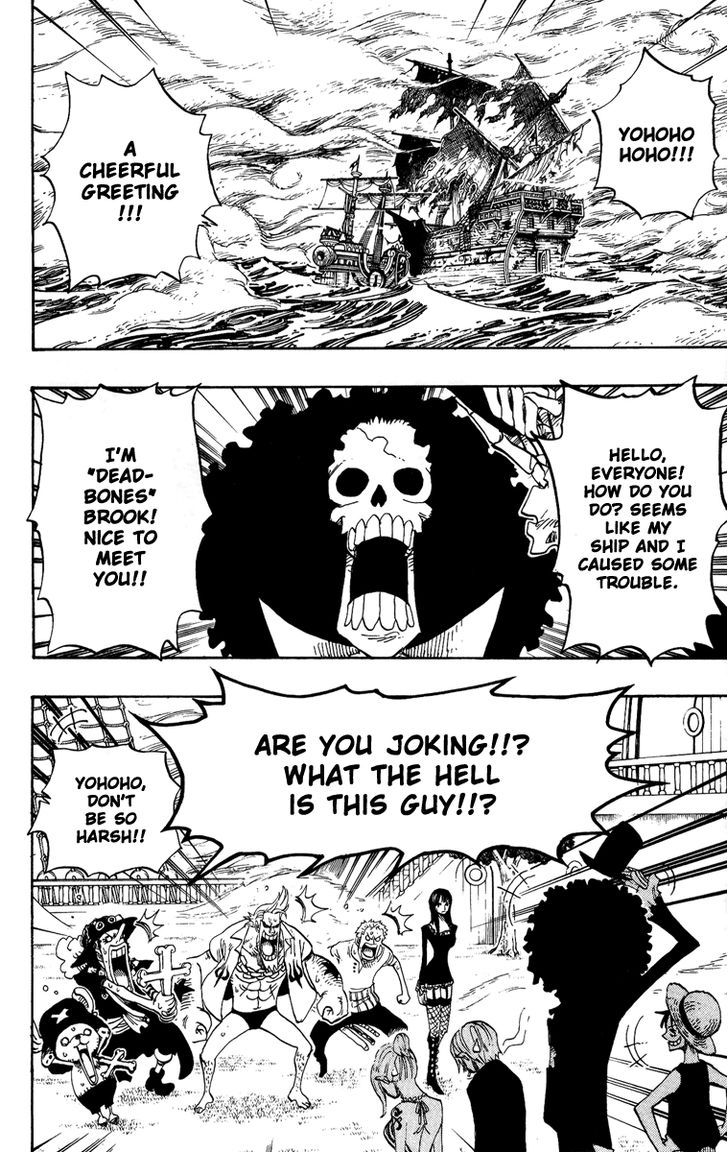 YOHOHO
HOHO!!!
A
CHEERFUL
GREETING
!!!
HELLO,
EVERYONE!
HOW DO YOU
DO? SEEMS
LIKE MY
SHIP AND I
CAUSED SOME
TROUBLE.
I'M
"DEAD-
BONES"
BROOK!
NICE TO
MEET
YOU!!
ARE YOU JOKING!!?
WHAT THE HELL
IS THIS GUY!!?
YOHOHO,
DON'T
BE SO
HARSH!!